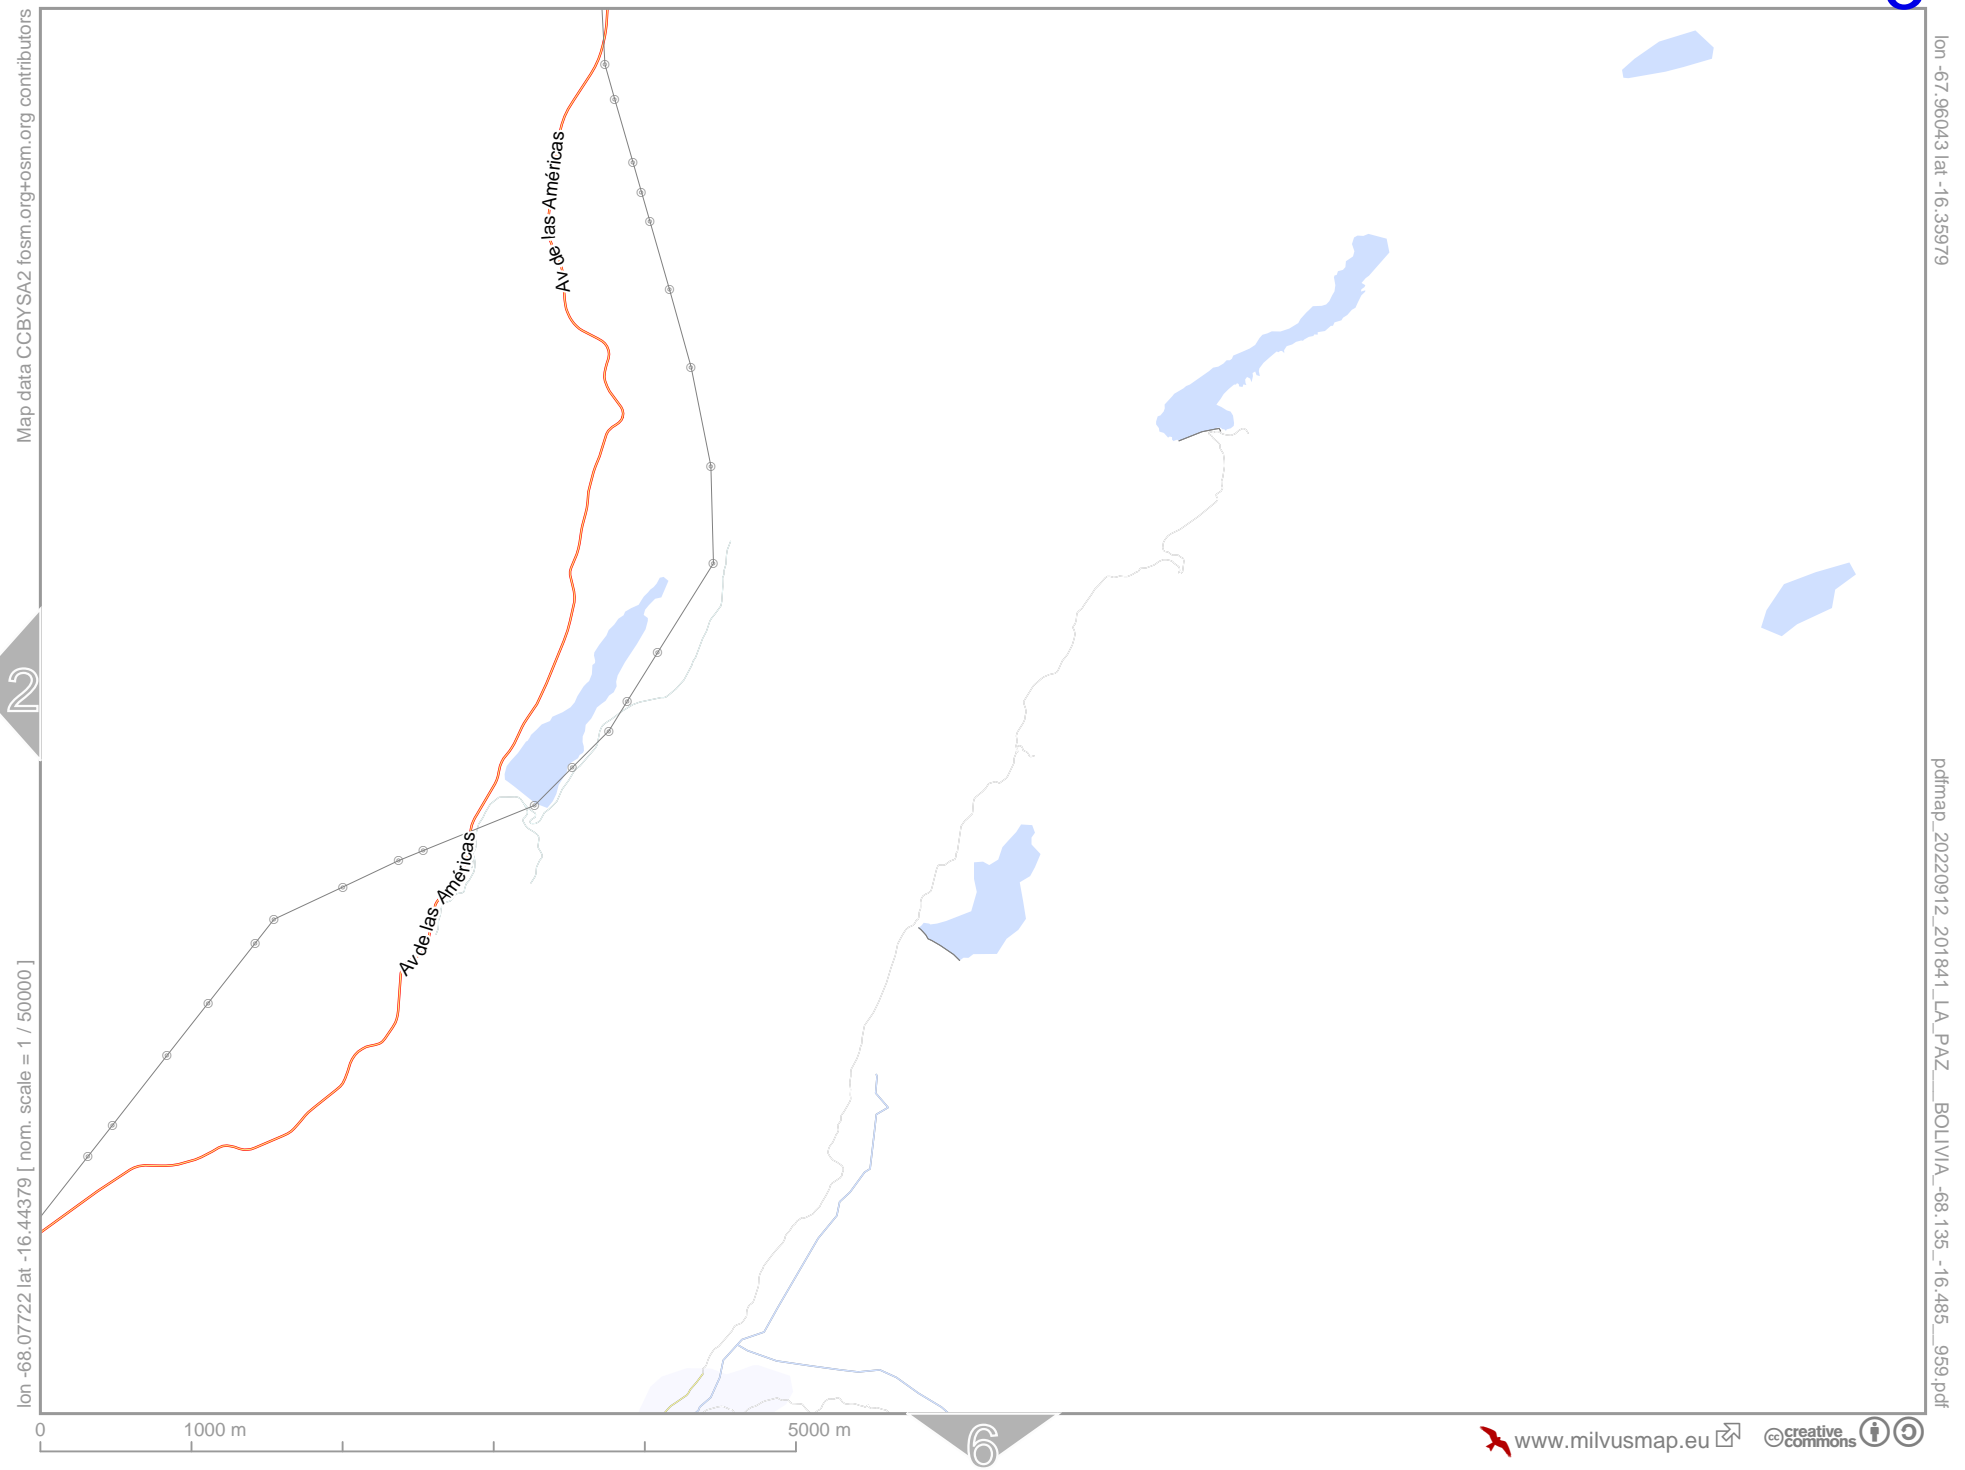 Map data CCBYSA2 fosm.org+osm.org contributors
lon -68.07722 lat -16.44379 [ nom. scale = 1 / 50000 ]
lon -67.96043 lat -16.35979
pdfmap_20220912_201841_LA_PAZ___BOLIVIA_-68.135_-16.485__959.pdf
Av de las Américas
2
Av de las Américas
0
1000 m
5000 m
6
www.milvusmap.eu
cc creative commons